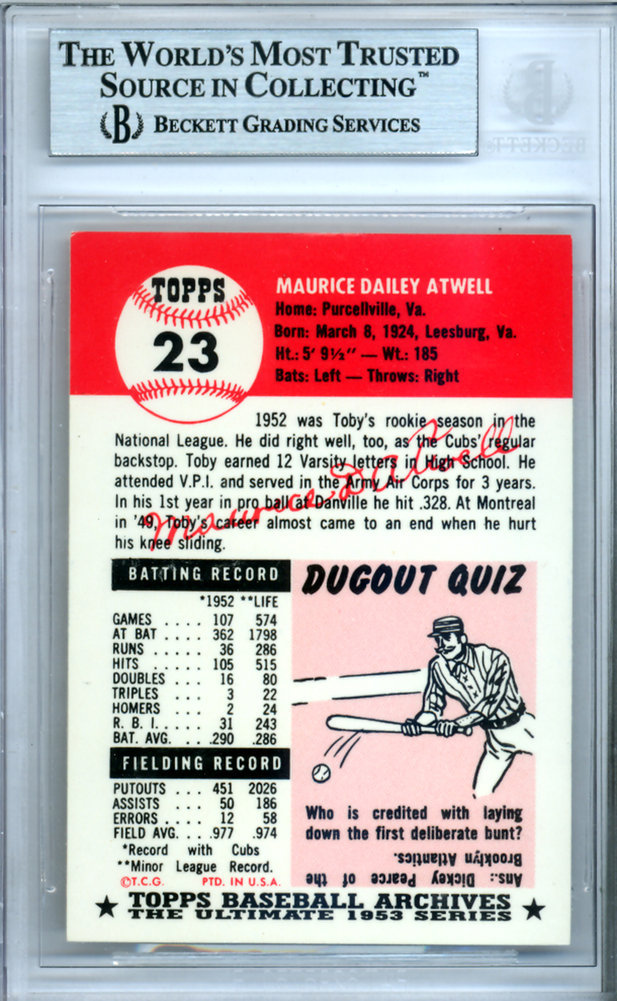 THE WORLD'S MOST TRUSTED
SOURCE IN COLLECTING™
B BECKETT GRADING SERVICES
BECKETT
TOPPS
23
MAURICE DAILEY ATWELL
Home: Purcellville, Va.
Born: March 8, 1924, Leesburg, Va.
Ht.: 5' 9½" — Wt.: 185
Bats: Left — Throws: Right
1952 was Toby's rookie season in the
National League. He did right well, too, as the Cubs' regular
backstop. Toby earned 12 Varsity letters in High School. He
attended V.P.I. and served in the Army Air Corps for 3 years.
In his 1st year in pro ball at Danville he hit .328. At Montreal
in '49, Toby's career almost came to an end when he hurt
his knee sliding.
Maurice D Atwell
BATTING RECORD
*1952 **LIFE
GAMES .... 107 574
AT BAT .... 362 1798
RUNS ..... 36 286
HITS ..... 105 515
DOUBLES ... 16 80
TRIPLES ... 3 22
HOMERS ... 2 24
R. B. I. .... 31 243
BAT. AVG. .. .290 .286
FIELDING RECORD
PUTOUTS ... 451 2026
ASSISTS ... 50 186
ERRORS ... 12 58
FIELD AVG. ... .977 .974
*Record with Cubs
**Minor League Record.
©T.C.G. PTD. IN U.S.A.
DUGOUT QUIZ
Who is credited with laying
down the first deliberate bunt?
Ans.: Dickey Pearce of the
Brooklyn Atlantics.
★ TOPPS BASEBALL ARCHIVES ★
THE ULTIMATE 1953 SERIES